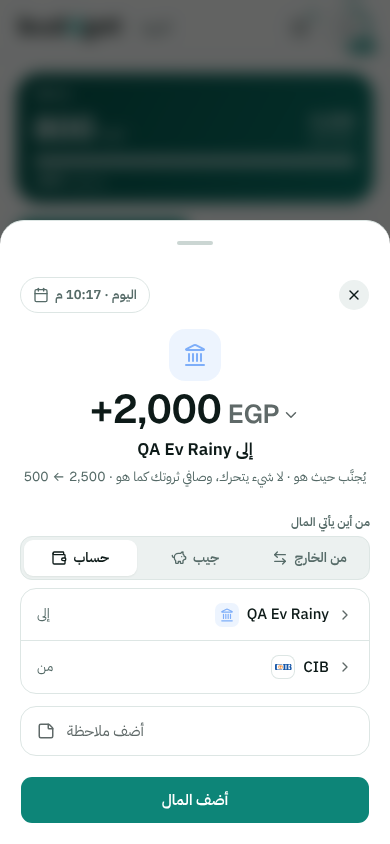 اليوم · 10:17 م
+2,000 EGP
إلى QA Ev Rainy
يُجنَّب حيث هو · لا شيء يتحرك، وصافي ثروتك كما هو · 2,500 ← 500
من أين يأتي المال
من الخارج
جيب
حساب
إلى QA Ev Rainy
من CIB
أضف ملاحظة
أضف المال